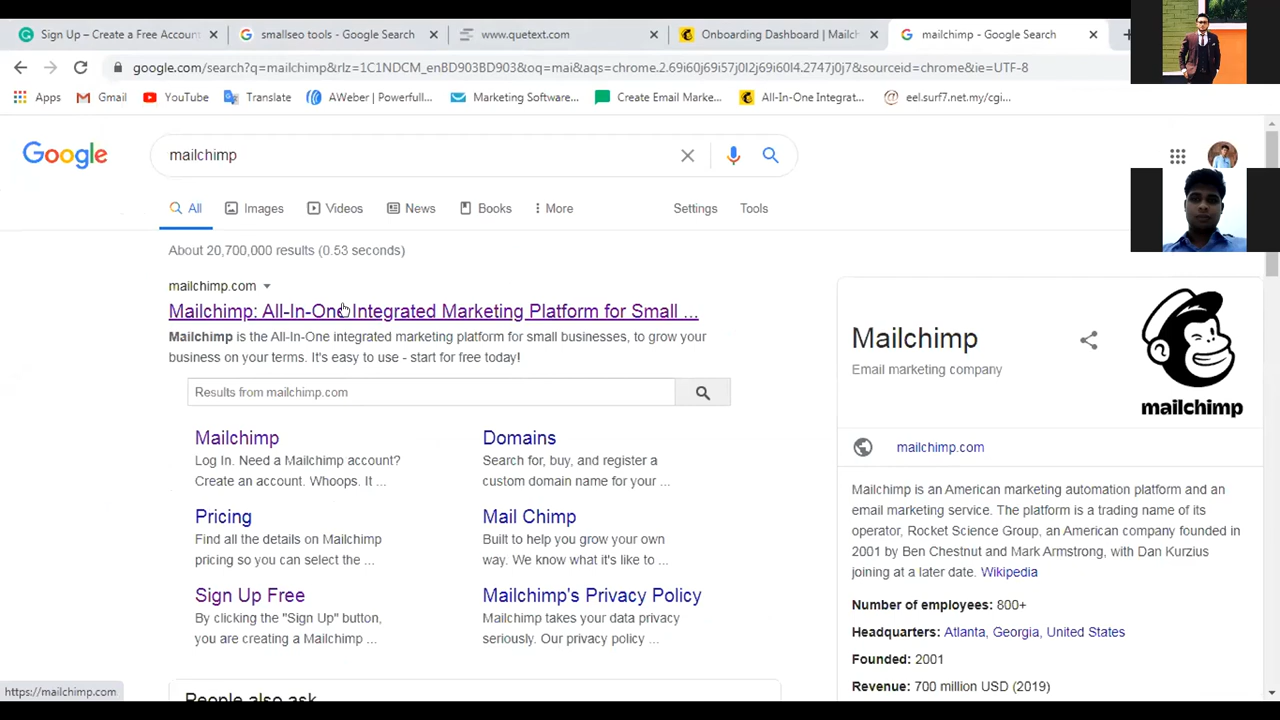 Sign Up – Create a Free Account
smallseo tools - Google Search
www.quetext.com
Onboarding Dashboard | Mailch
mailchimp - Google Search
google.com/search?q=mailchimp&rlz=1C1NDCM_enBD903BD903&oq=mai&aqs=chrome.2.69i60j69i57j0l2j69i60l4.2747j0j7&sourceid=chrome&ie=UTF-8
Apps
Gmail
YouTube
Translate
AWeber | Powerfull...
Marketing Software...
Create Email Marke...
All-In-One Integrat...
eel.surf7.net.my/cgi...
Google
mailchimp
All
Images
Videos
News
Books
More
Settings
Tools
About 20,700,000 results (0.53 seconds)
mailchimp.com
Mailchimp: All-In-One Integrated Marketing Platform for Small ...
Mailchimp is the All-In-One integrated marketing platform for small businesses, to grow your
business on your terms. It's easy to use - start for free today!
Results from mailchimp.com
Mailchimp
Log In. Need a Mailchimp account?
Create an account. Whoops. It ...
Domains
Search for, buy, and register a
custom domain name for your ...
Pricing
Find all the details on Mailchimp
pricing so you can select the ...
Mail Chimp
Built to help you grow your own
way. We know what it's like to ...
Sign Up Free
By clicking the "Sign Up" button,
you are creating a Mailchimp ...
Mailchimp's Privacy Policy
Mailchimp takes your data privacy
seriously. Our privacy policy ...
People also ask
https://mailchimp.com
Mailchimp
Email marketing company
mailchimp
mailchimp.com
Mailchimp is an American marketing automation platform and an
email marketing service. The platform is a trading name of its
operator, Rocket Science Group, an American company founded in
2001 by Ben Chestnut and Mark Armstrong, with Dan Kurzius
joining at a later date. Wikipedia
Number of employees: 800+
Headquarters: Atlanta, Georgia, United States
Founded: 2001
Revenue: 700 million USD (2019)